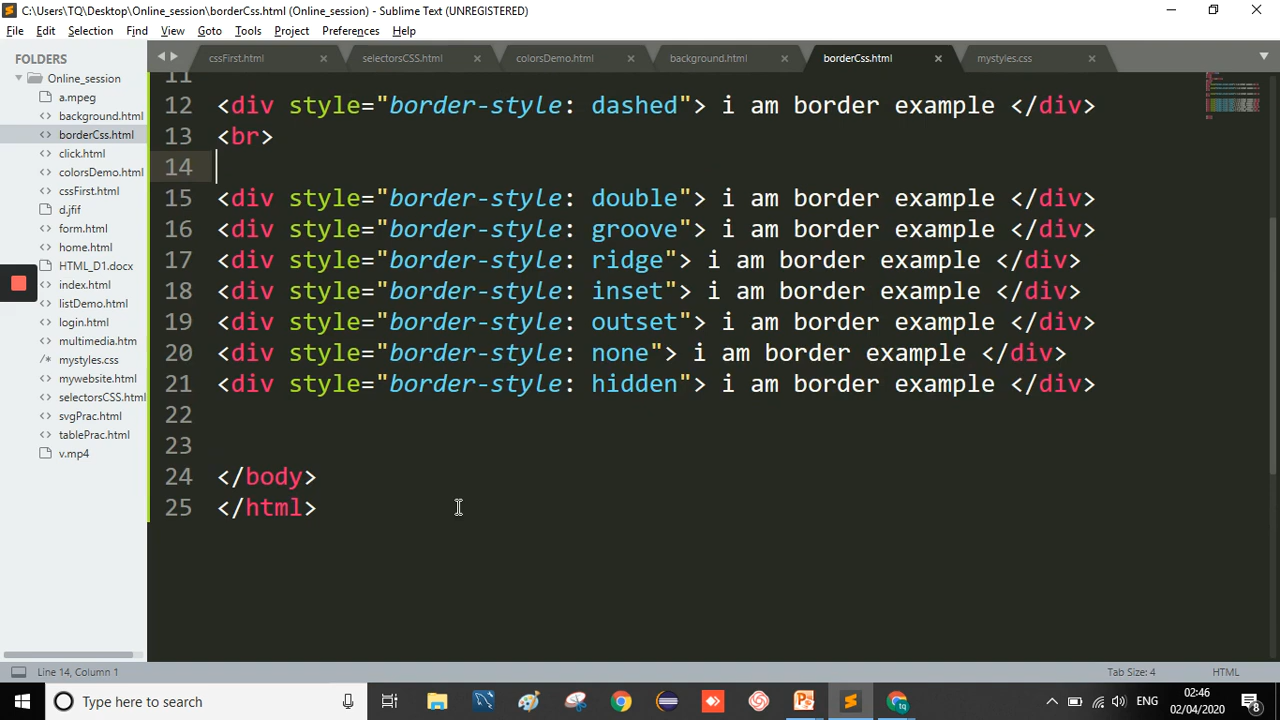 C:\Users\TQ\Desktop\Online_session\borderCss.html (Online_session) - Sublime Text (UNREGISTERED)
File Edit Selection Find View Goto Tools Project Preferences Help
FOLDERS
Online_session
a.mpeg
background.html
borderCss.html
click.html
colorsDemo.html
cssFirst.html
d.jfif
form.html
home.html
HTML_D1.docx
index.html
listDemo.html
login.html
multimedia.htm
mystyles.css
mywebsite.html
selectorsCSS.html
svgPrac.html
tablePrac.html
v.mp4
cssFirst.html selectorsCSS.html colorsDemo.html background.html borderCss.html mystyles.css
11
12 <div style="border-style: dashed"> i am border example </div>
13 <br>
14
15 <div style="border-style: double"> i am border example </div>
16 <div style="border-style: groove"> i am border example </div>
17 <div style="border-style: ridge"> i am border example </div>
18 <div style="border-style: inset"> i am border example </div>
19 <div style="border-style: outset"> i am border example </div>
20 <div style="border-style: none"> i am border example </div>
21 <div style="border-style: hidden"> i am border example </div>
22
23
24 </body>
25 </html>
Line 14, Column 1 Tab Size: 4 HTML
Type here to search
ENG
02:46
02/04/2020
8